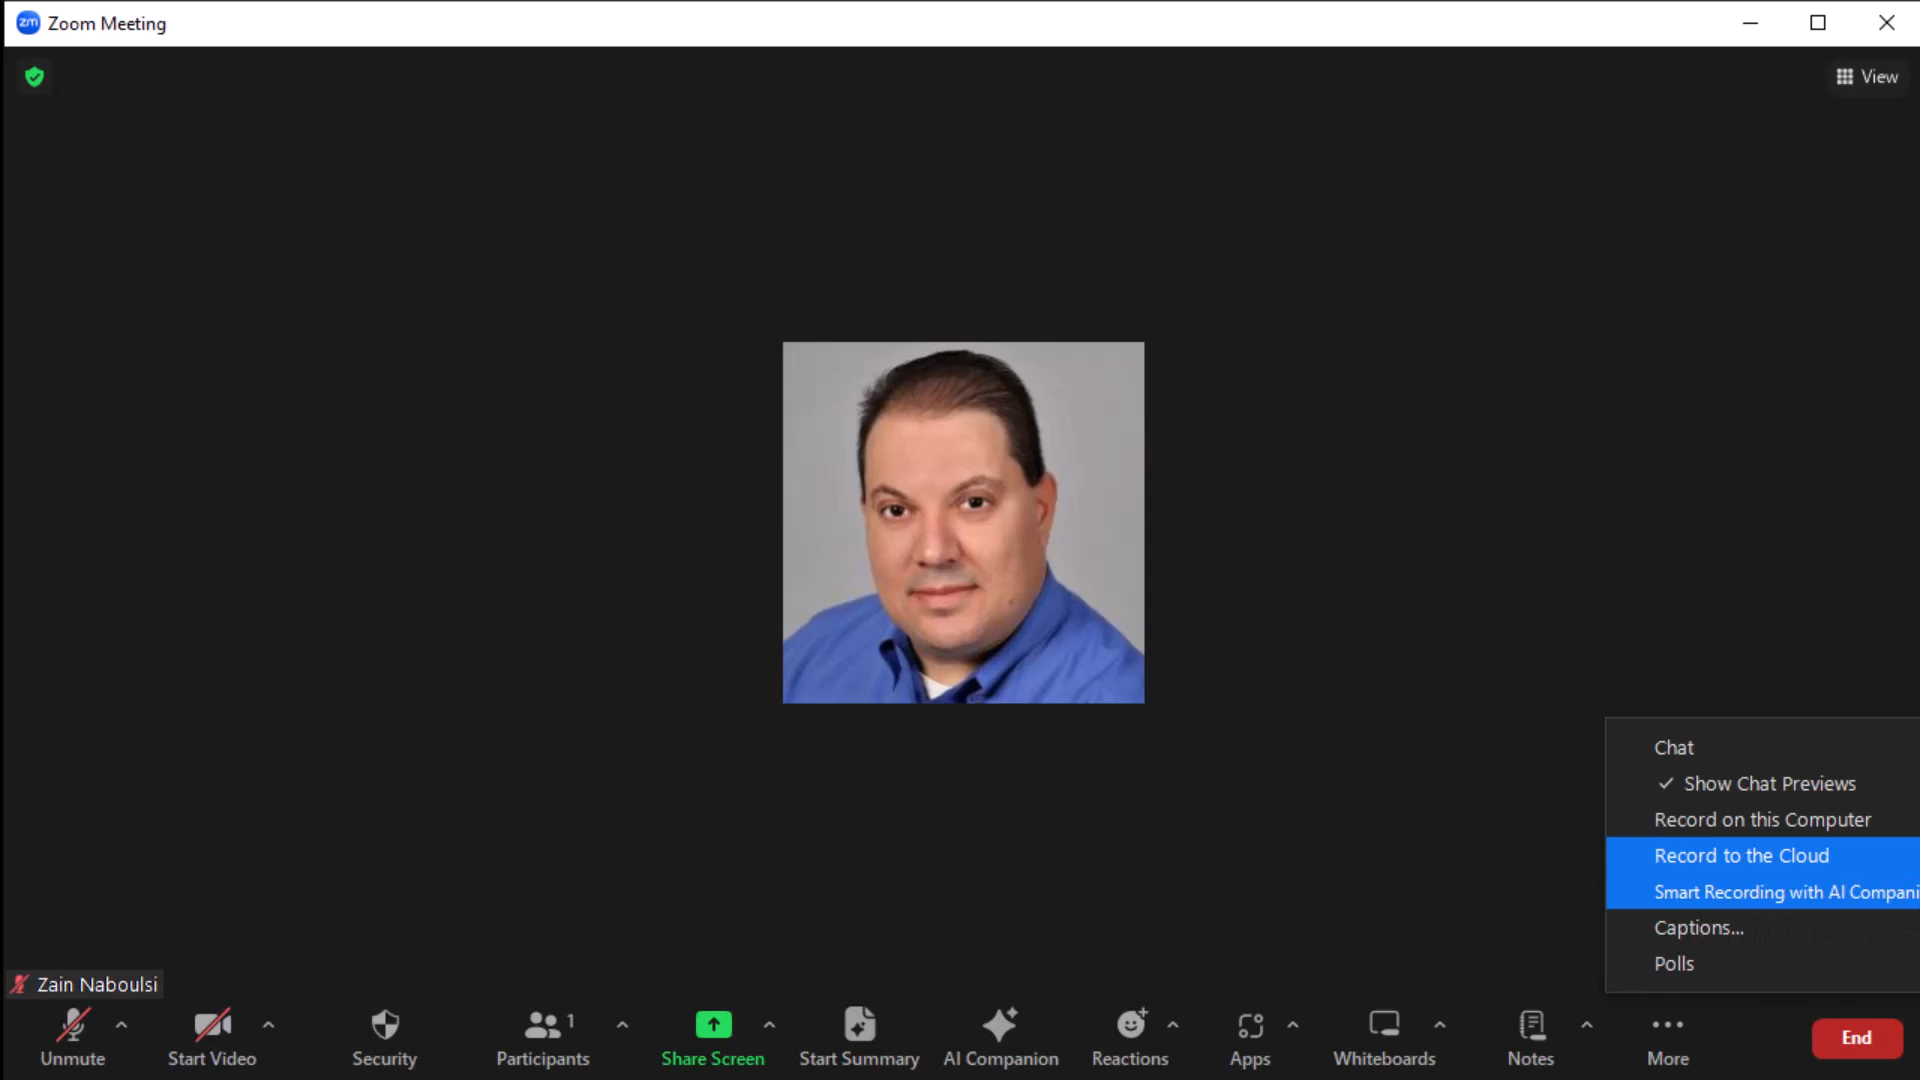 zm Zoom Meeting
View
Chat
Show Chat Previews
Record on this Computer
Record to the Cloud
Smart Recording with AI Compani
Captions...
Polls
Zain Naboulsi
Unmute
Start Video
Security
1
Participants
Share Screen
Start Summary
AI Companion
Reactions
Apps
Whiteboards
Notes
More
End